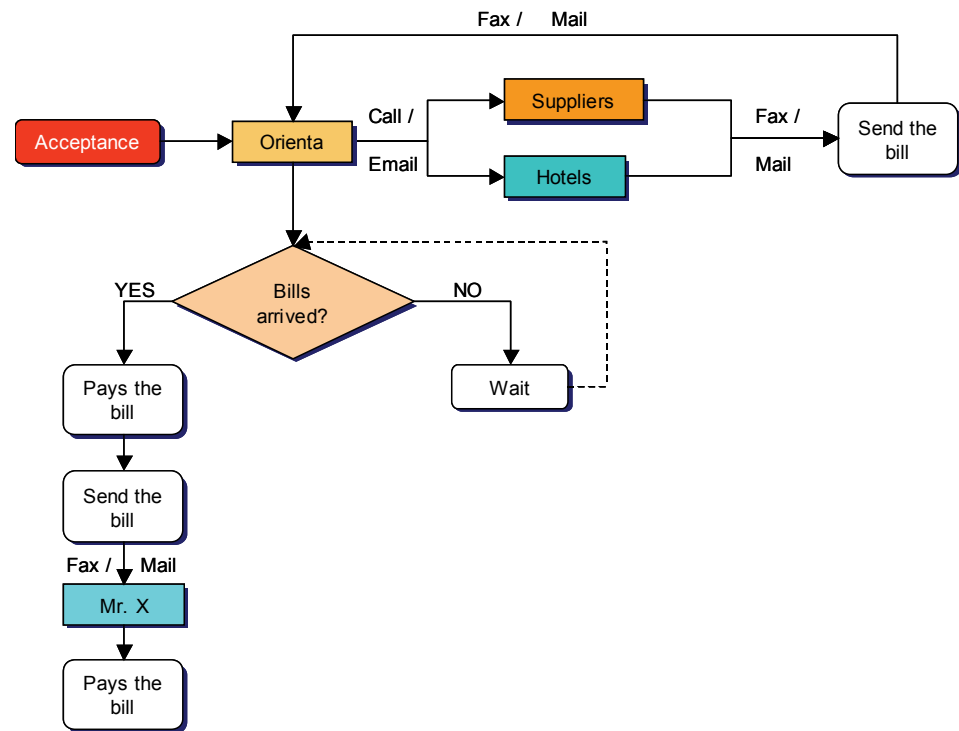 Fax / Mail
Suppliers
Call /
Fax /
Send the
bill
Acceptance
Orienta
Email
Hotels
Mail
YES
Bills
arrived?
NO
Pays the
bill
Wait
Send the
bill
Fax / Mail
Mr. X
Pays the
bill